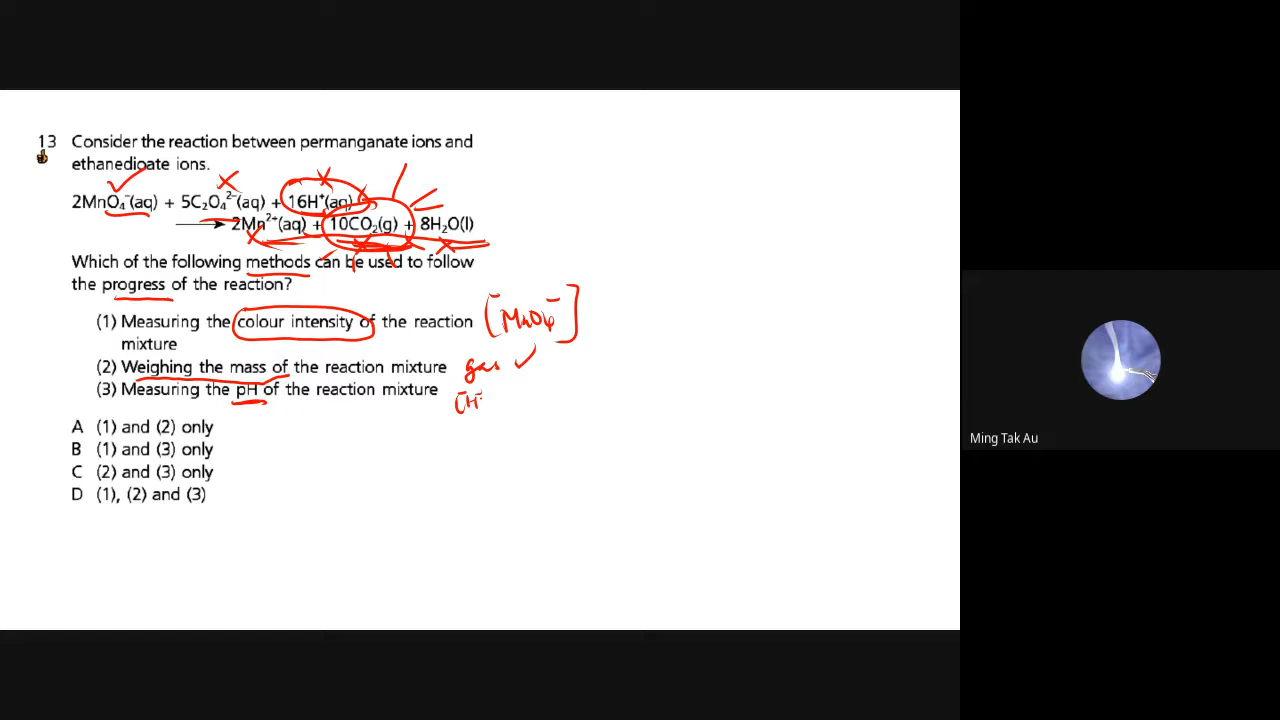 13 Consider the reaction between permanganate ions and
ethanedioate ions.
2MnO₄⁻(aq) + 5C₂O₄²⁻(aq) + 16H⁺(aq)
⟶ 2Mn²⁺(aq) + 10CO₂(g) + 8H₂O(l)
Which of the following methods can be used to follow
the progress of the reaction?
(1) Measuring the colour intensity of the reaction [MnO₄⁻]
mixture
(2) Weighing the mass of the reaction mixture gas ✓
(3) Measuring the pH of the reaction mixture [H⁺
A (1) and (2) only
B (1) and (3) only
C (2) and (3) only
D (1), (2) and (3)
Ming Tak Au